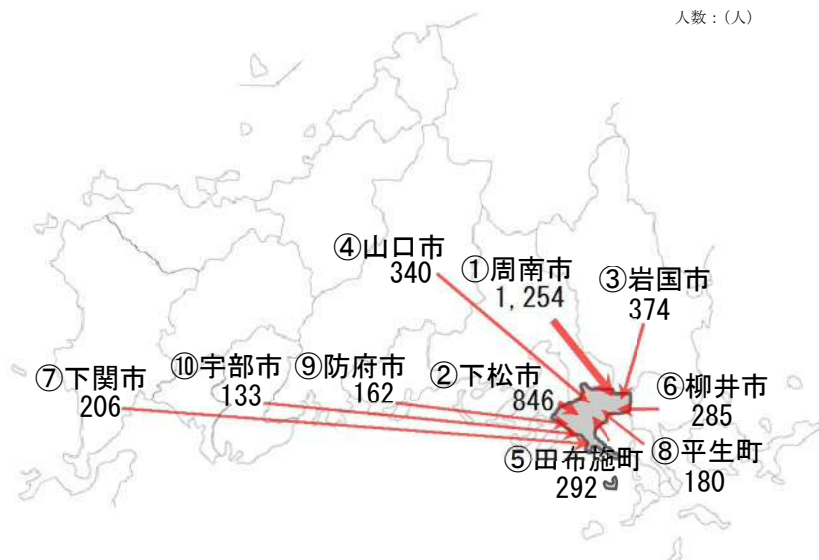 人数：(人)
④山口市
340
①周南市
1,254
③岩国市
374
⑦下関市
206
⑩宇部市
133
⑨防府市
162
②下松市
846
⑥柳井市
285
⑤田布施町
292
⑧平生町
180